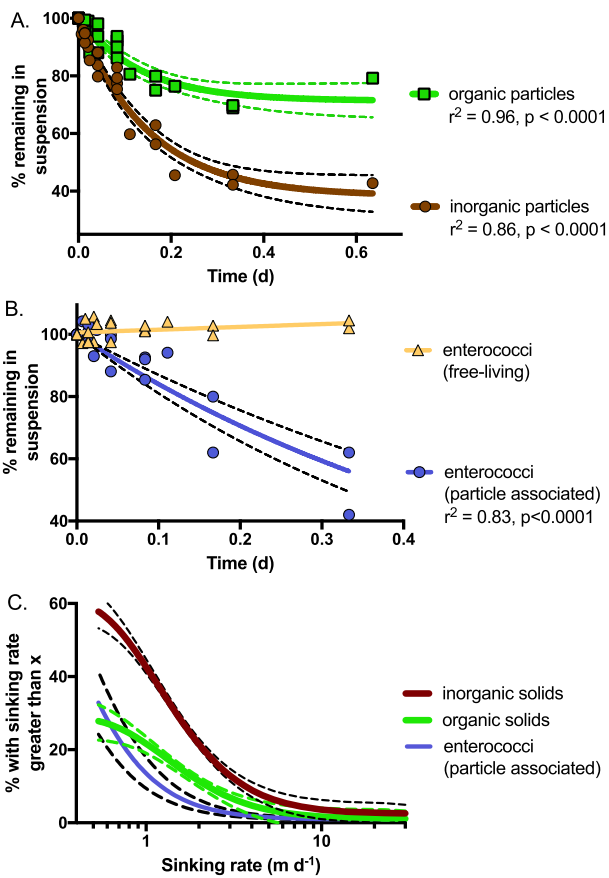 A.
% remaining in
suspension
100
80
60
40
0.0
0.2
0.4
0.6
Time (d)
organic particles
r² = 0.96, p < 0.0001
inorganic particles
r² = 0.86, p < 0.0001
B.
% remaining in
suspension
100
80
60
40
0.0
0.1
0.2
0.3
0.4
Time (d)
enterococci
(free-living)
enterococci
(particle associated)
r² = 0.83, p<0.0001
C.
% with sinking rate
greater than x
60
40
20
0
1
10
Sinking rate (m d⁻¹)
inorganic solids
organic solids
enterococci
(particle associated)